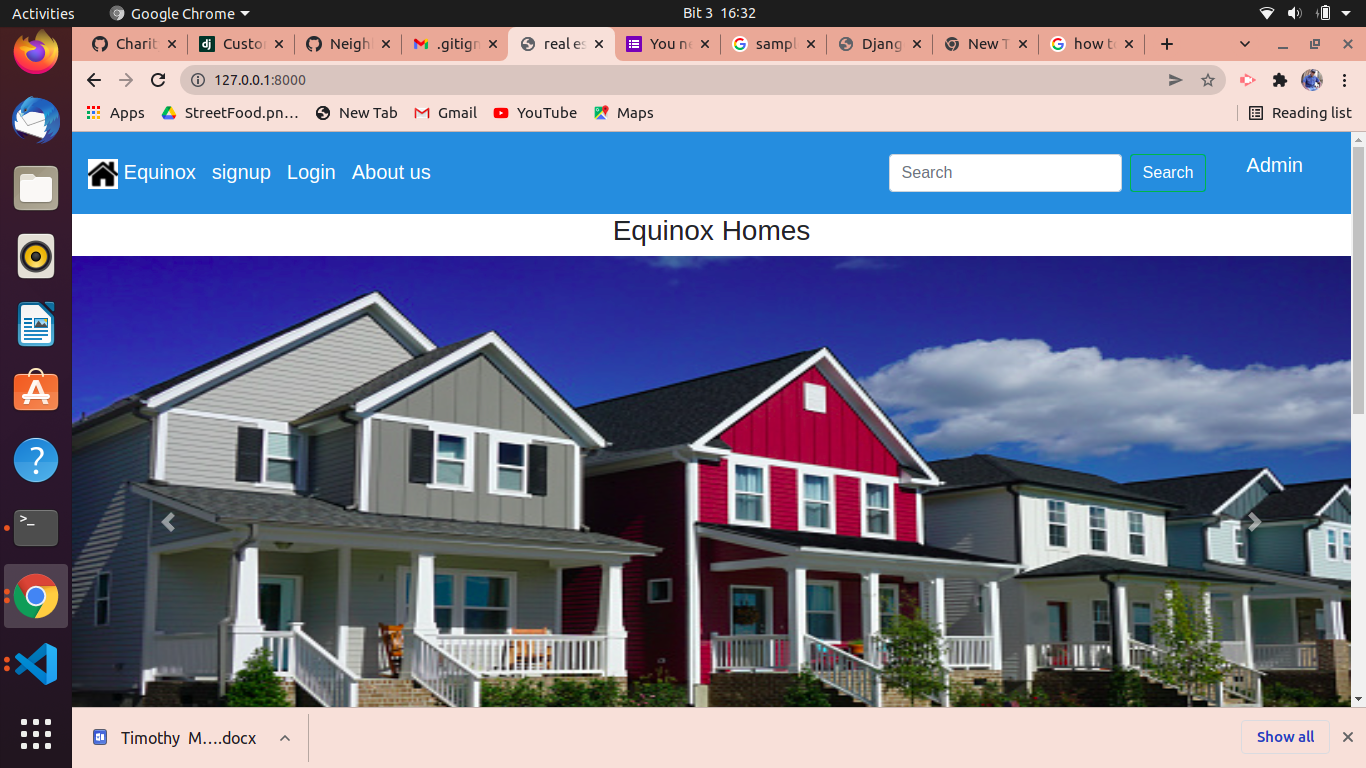 Activities Google Chrome Bit 3 16:32
Charit Custo Neigh .gitign real es You ne sampl Djang New T how to
127.0.0.1:8000
Apps StreetFood.pn... New Tab Gmail YouTube Maps Reading list
Equinox signup Login About us Search Search Admin
Equinox Homes
Timothy M....docx Show all